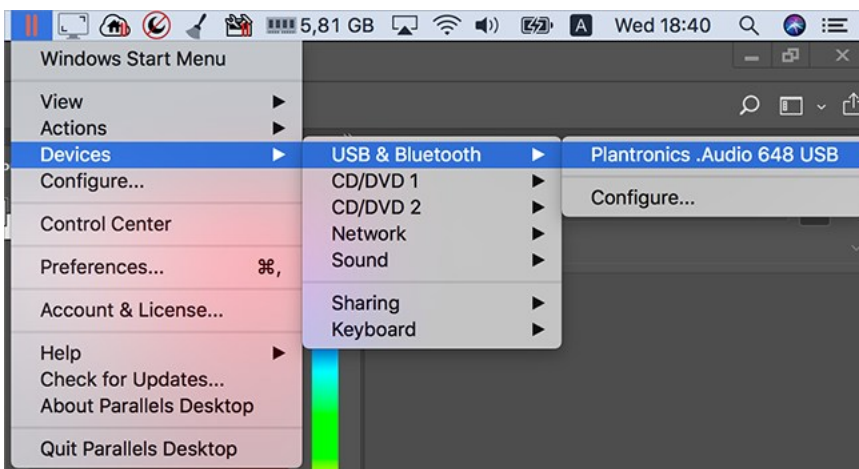 5,81 GB A Wed 18:40
Windows Start Menu
View
Actions
Devices
Configure...
Control Center
Preferences... ⌘,
Account & License...
Help
Check for Updates...
About Parallels Desktop
Quit Parallels Desktop
USB & Bluetooth
CD/DVD 1
CD/DVD 2
Network
Sound
Sharing
Keyboard
Plantronics .Audio 648 USB
Configure...